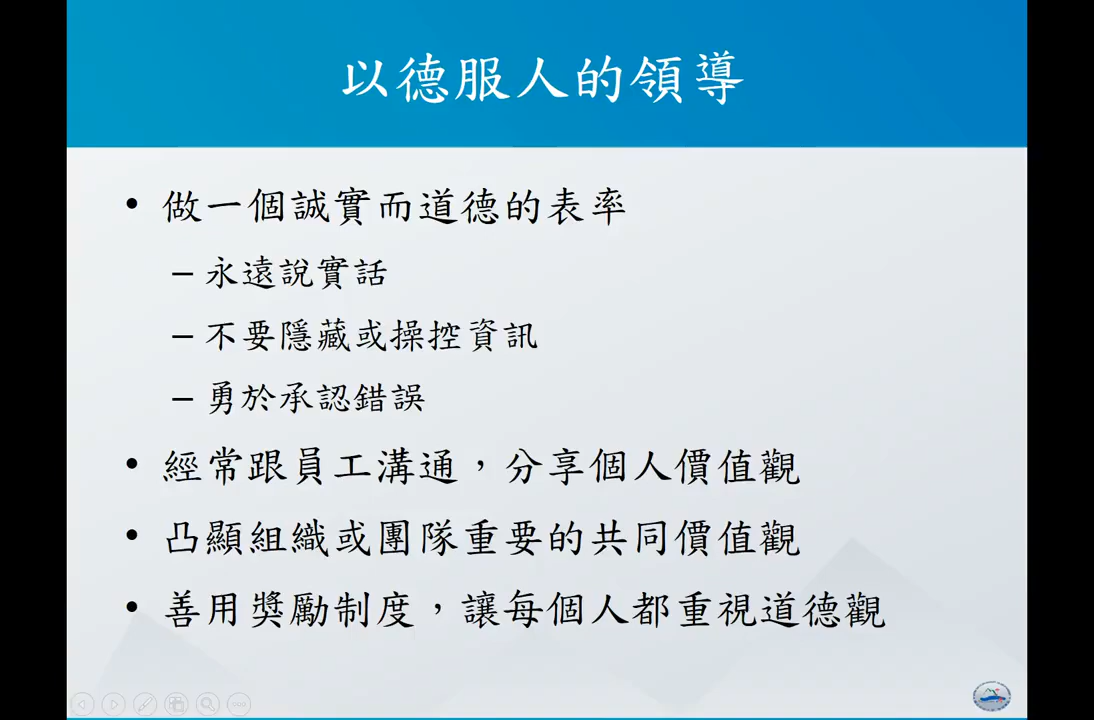 以德服人的領導
• 做一個誠實而道德的表率
– 永遠說實話
– 不要隱藏或操控資訊
– 勇於承認錯誤
• 經常跟員工溝通，分享個人價值觀
• 凸顯組織或團隊重要的共同價值觀
• 善用獎勵制度，讓每個人都重視道德觀